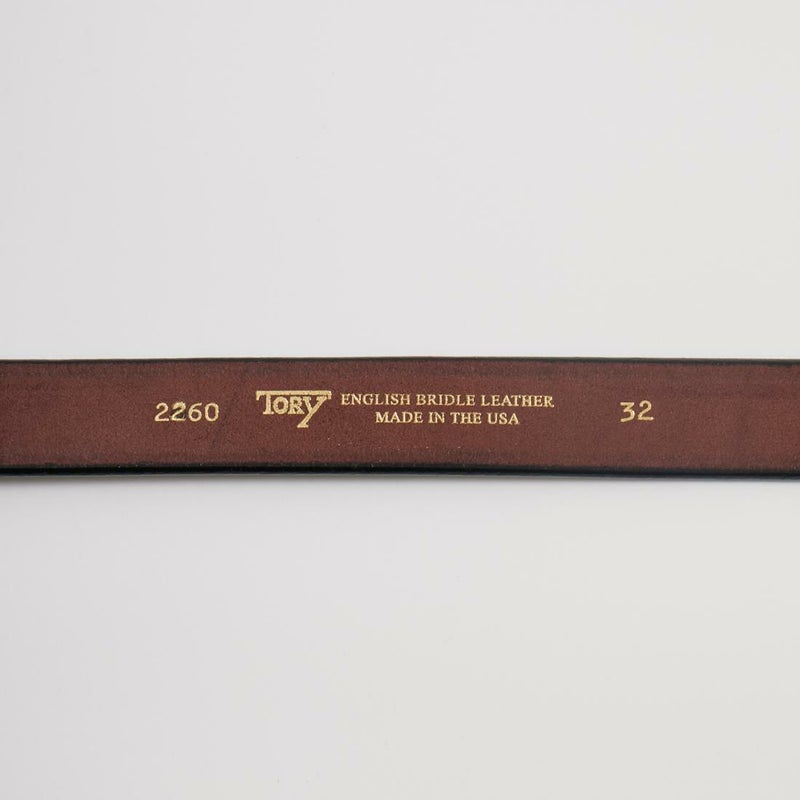 2260 TORY ENGLISH BRIDLE LEATHER 32
MADE IN THE USA